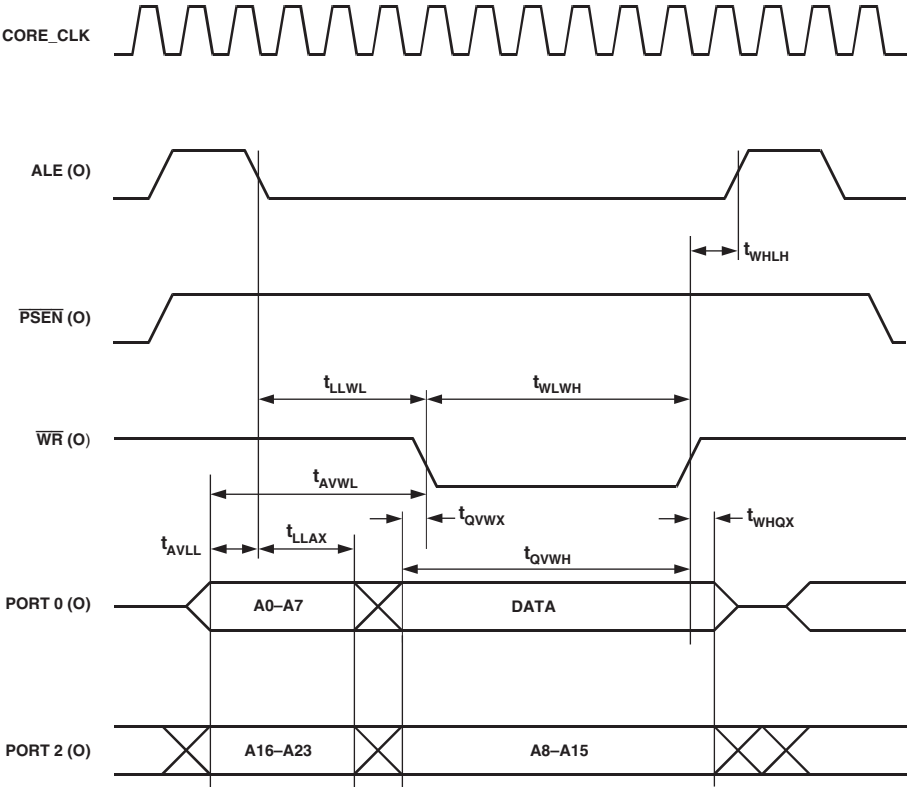 CORE_CLK
ALE (O)
tWHLH
PSEN (O)
tLLWL
tWLWH
WR (O)
tAVWL
tQVWX
tWHQX
tAVLL
tLLAX
tQVWH
PORT 0 (O)
A0–A7
DATA
PORT 2 (O)
A16–A23
A8–A15